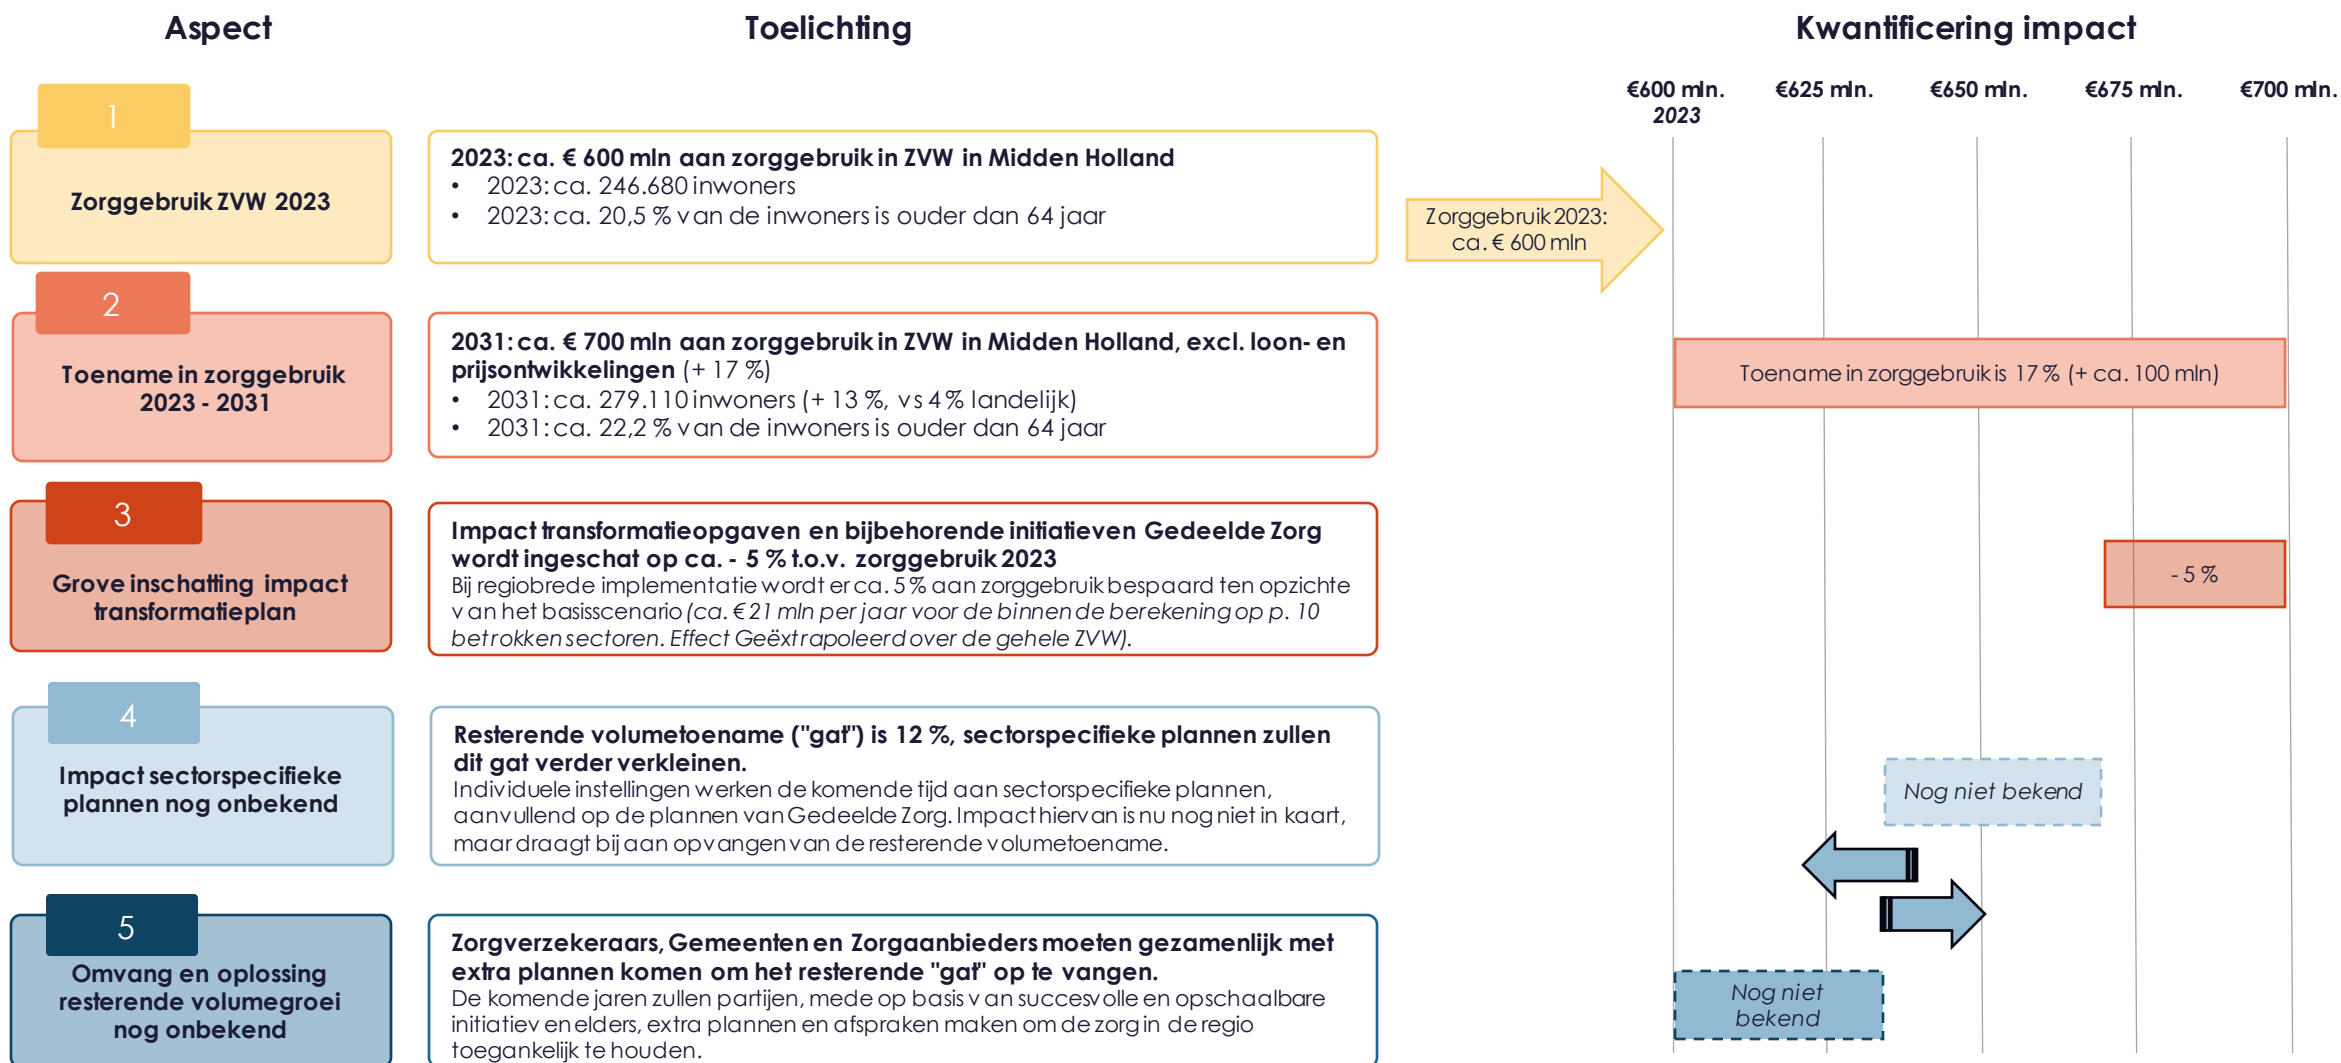 Aspect
Toelichting
Kwantificering impact
€600 mln.
2023
€625 mln.
€650 mln.
€675 mln.
€700 mln.
1
Zorggebruik ZVW 2023
2023: ca. € 600 mln aan zorggebruik in ZVW in Midden Holland
• 2023: ca. 246.680 inwoners
• 2023: ca. 20,5 % van de inwoners is ouder dan 64 jaar
Zorggebruik 2023:
ca. € 600 mln
2
Toename in zorggebruik
2023 - 2031
2031: ca. € 700 mln aan zorggebruik in ZVW in Midden Holland, excl. loon- en
prijsontwikkelingen (+ 17 %)
• 2031: ca. 279.110 inwoners (+ 13 %, vs 4 % landelijk)
• 2031: ca. 22,2 % van de inwoners is ouder dan 64 jaar
Toename in zorggebruik is 17 % (+ ca. 100 mln)
3
Grove inschatting impact
transformatieplan
Impact transformatieopgaven en bijbehorende initiatieven Gedeelde Zorg
wordt ingeschat op ca. - 5 % t.o.v. zorggebruik 2023
Bij regiobrede implementatie wordt er ca. 5 % aan zorggebruik bespaard ten opzichte
van het basisscenario (ca. € 21 mln per jaar voor de binnen de berekening op p. 10
betrokken sectoren. Effect Geëxtrapoleerd over de gehele ZVW).
- 5 %
4
Impact sectorspecifieke
plannen nog onbekend
Resterende volumetoename ("gat") is 12 %, sectorspecifieke plannen zullen
dit gat verder verkleinen.
Individuele instellingen werken de komende tijd aan sectorspecifieke plannen,
aanvullend op de plannen van Gedeelde Zorg. Impact hiervan is nu nog niet in kaart,
maar draagt bij aan opvangen van de resterende volumetoename.
Nog niet bekend
5
Omvang en oplossing
resterende volumegroei
nog onbekend
Zorgverzekeraars, Gemeenten en Zorgaanbieders moeten gezamenlijk met
extra plannen komen om het resterende "gat" op te vangen.
De komende jaren zullen partijen, mede op basis van succesvolle en opschaalbare
initiatieven elders, extra plannen en afspraken maken om de zorg in de regio
toegankelijk te houden.
Nog niet
bekend